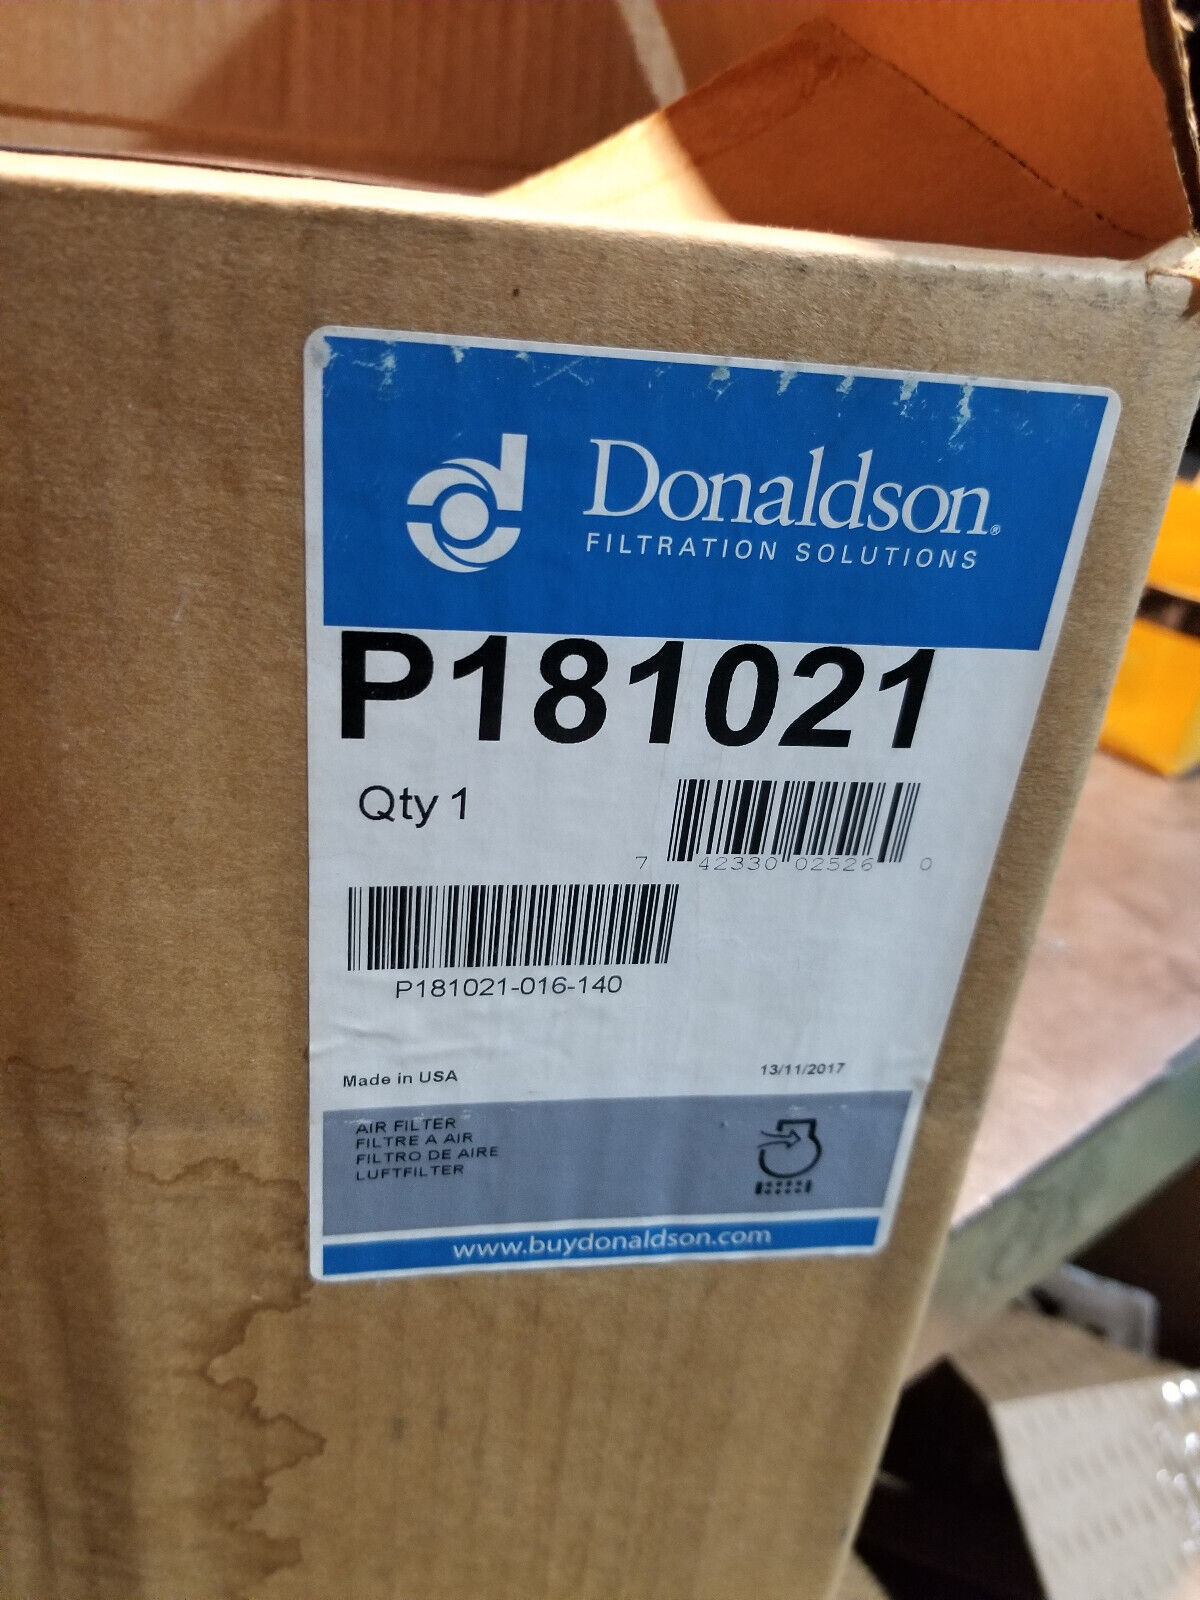 Donaldson®
FILTRATION SOLUTIONS
P181021
Qty 1
7 42330 02526 0
P181021-016-140
Made in USA
13/11/2017
AIR FILTER
FILTRE A AIR
FILTRO DE AIRE
LUFTFILTER
www.buydonaldson.com